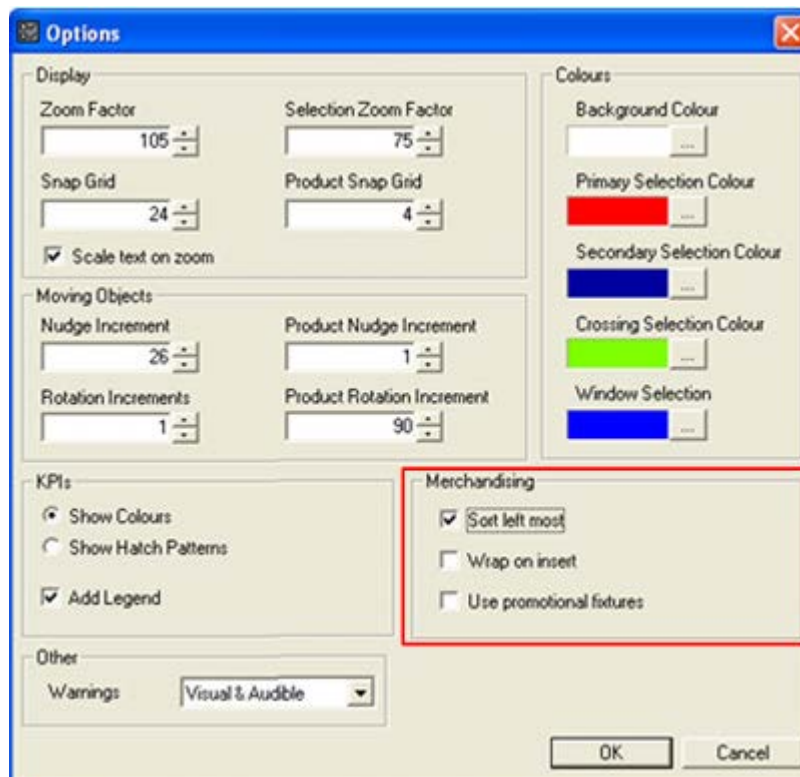 Options
Display
Zoom Factor Selection Zoom Factor
105 75
Snap Grid Product Snap Grid
24 4
Scale text on zoom
Moving Objects
Nudge Increment Product Nudge Increment
26 1
Rotation Increments Product Rotation Increment
1 90
Colours
Background Colour
...
Primary Selection Colour
...
Secondary Selection Colour
...
Crossing Selection Colour
...
Window Selection
...
KPIs
Show Colours
Show Hatch Patterns
Add Legend
Merchandising
Sort left most
Wrap on insert
Use promotional fixtures
Other
Warnings Visual & Audible
OK Cancel